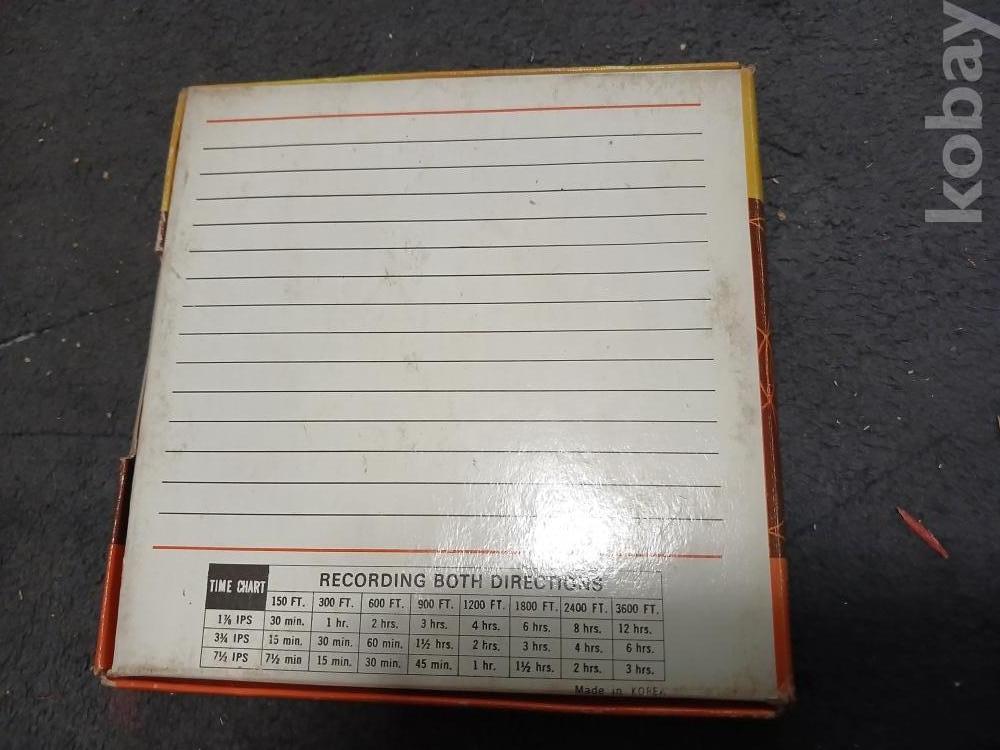 kobay
TIME CHART RECORDING BOTH DIRECTIONS
150 FT. 300 FT. 600 FT. 900 FT. 1200 FT. 1800 FT. 2400 FT. 3600 FT.
1⅞ IPS 30 min. 1 hr. 2 hrs. 3 hrs. 4 hrs. 6 hrs. 8 hrs. 12 hrs.
3¾ IPS 15 min. 30 min. 60 min. 1½ hrs. 2 hrs. 3 hrs. 4 hrs. 6 hrs.
7½ IPS 7½ min 15 min. 30 min. 45 min. 1 hr. 1½ hrs. 2 hrs. 3 hrs.
Made in KOREA